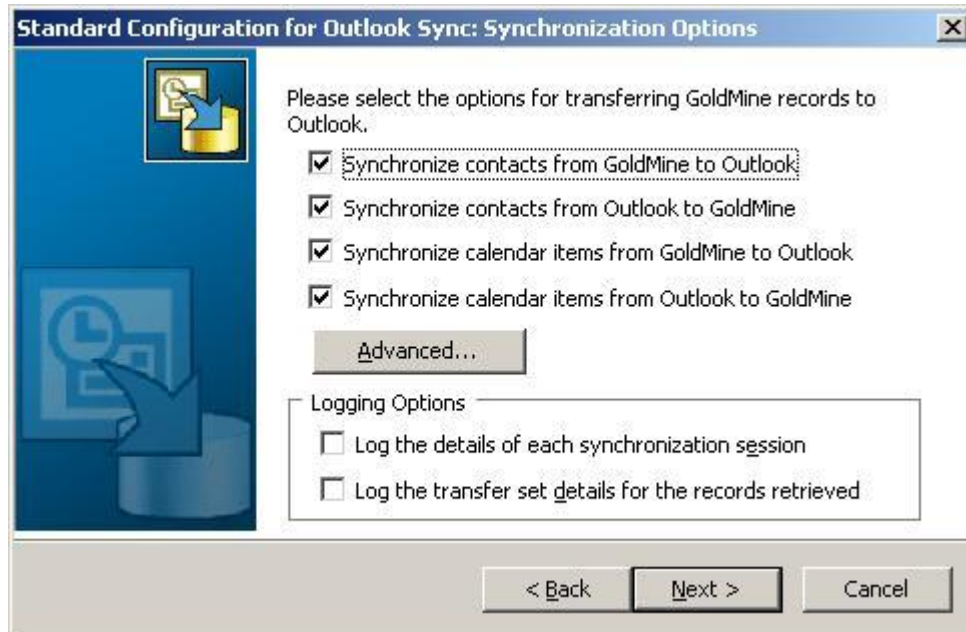 Standard Configuration for Outlook Sync: Synchronization Options
Please select the options for transferring GoldMine records to
Outlook.
Synchronize contacts from GoldMine to Outlook
Synchronize contacts from Outlook to GoldMine
Synchronize calendar items from GoldMine to Outlook
Synchronize calendar items from Outlook to GoldMine
Advanced...
Logging Options
Log the details of each synchronization session
Log the transfer set details for the records retrieved
< Back Next > Cancel